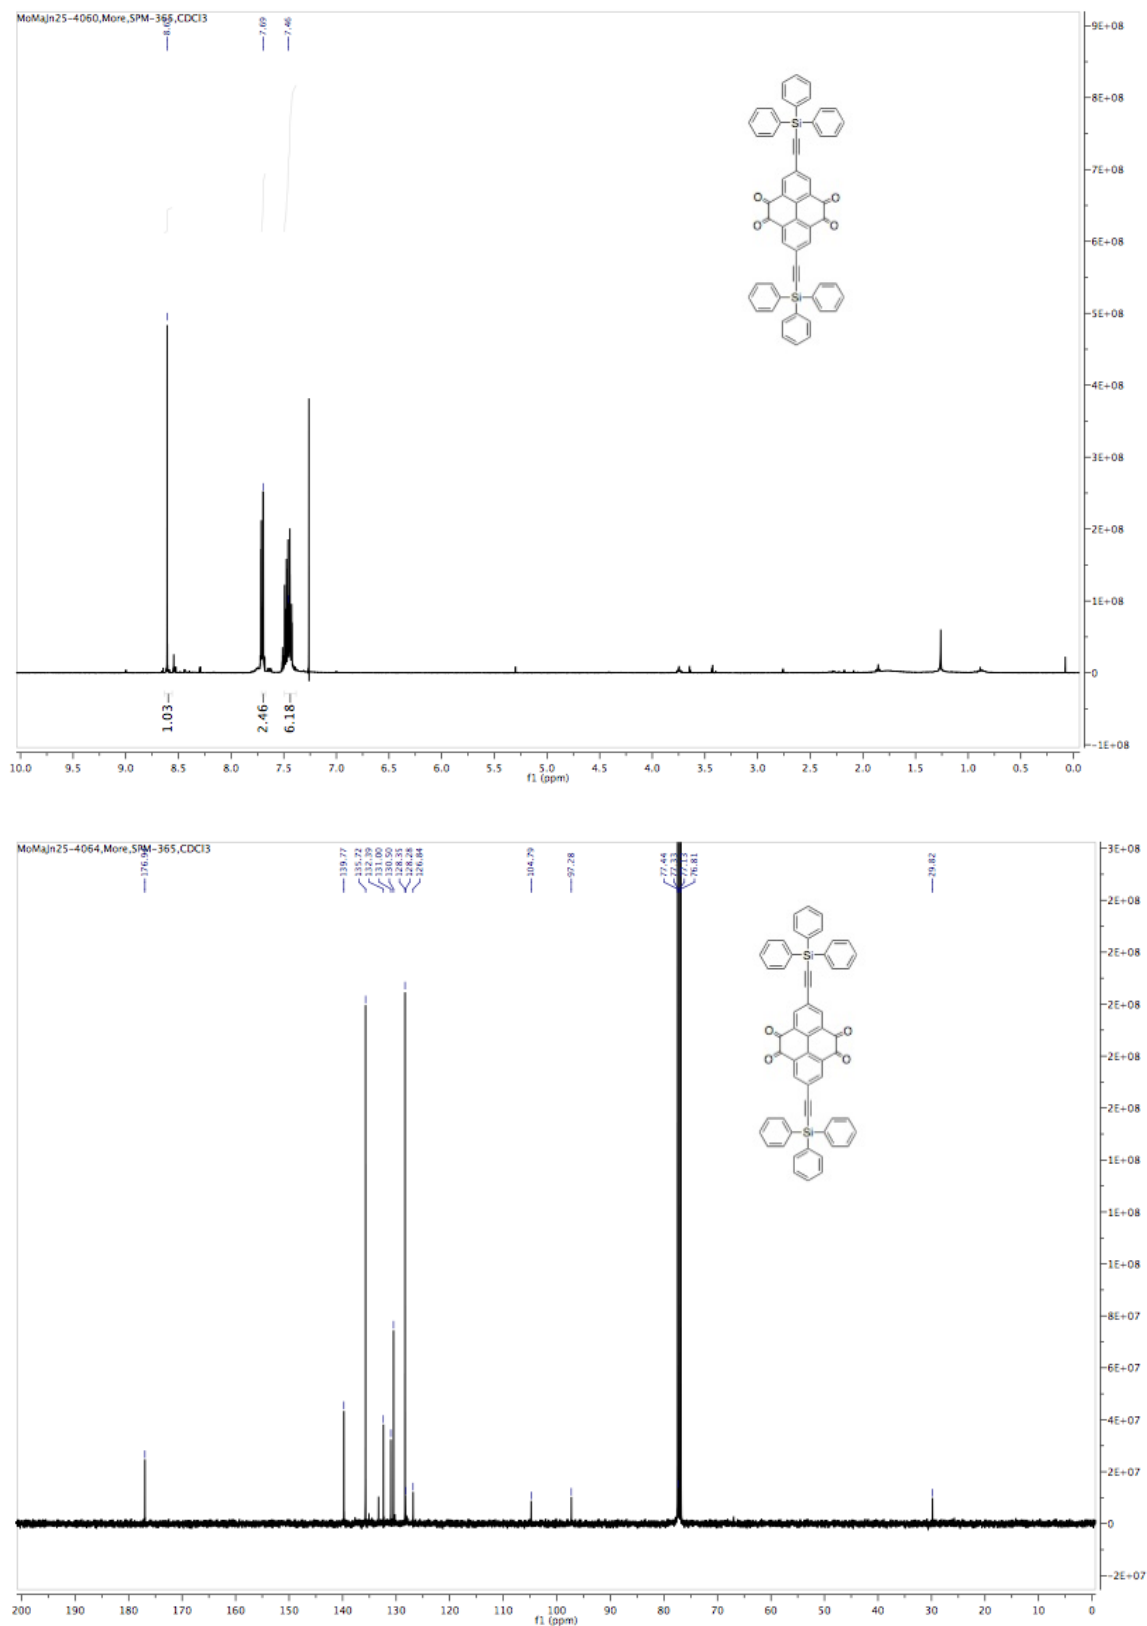 MoMaJn25-4060,More,SPM-365,CDCl3
7.69
7.46
9E+08
8E+08
7E+08
6E+08
5E+08
4E+08
3E+08
2E+08
1E+08
0
-1E+08
Si
O O
O O
Si
1.03
2.46
6.18
10.0 9.5 9.0 8.5 8.0 7.5 7.0 6.5 6.0 5.5 5.0 4.5 4.0 3.5 3.0 2.5 2.0 1.5 1.0 0.5 0.0
f1 (ppm)
MoMaJn25-4064,More,SPM-365,CDCl3
139.77
135.72
132.39
131.00
130.50
128.35
128.28
126.84
104.79
97.28
77.44
77.33
77.13
76.81
29.82
3E+08
2E+08
2E+08
2E+08
2E+08
2E+08
1E+08
1E+08
1E+08
8E+07
6E+07
4E+07
2E+07
0
-2E+07
Si
O O
O O
Si
200 190 180 170 160 150 140 130 120 110 100 90 80 70 60 50 40 30 20 10 0
f1 (ppm)